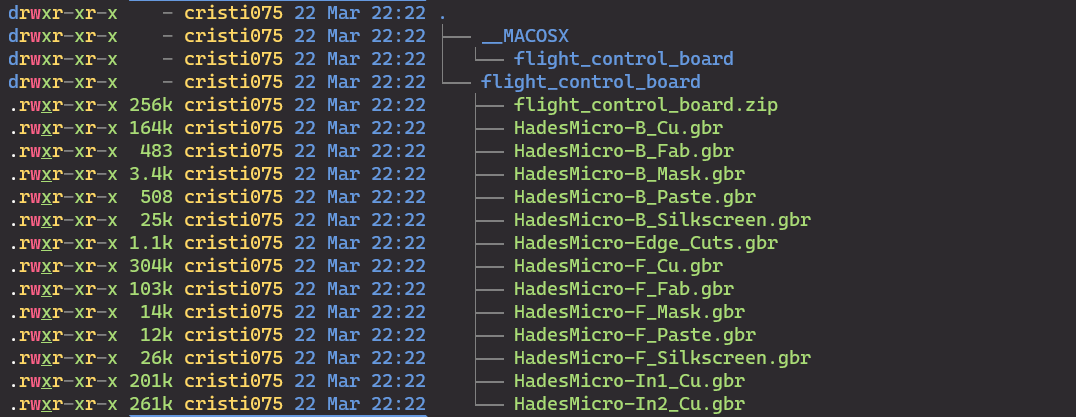 drwxr-xr-x    - cristi075 22 Mar 22:22 .
drwxr-xr-x    - cristi075 22 Mar 22:22 ├── __MACOSX
drwxr-xr-x    - cristi075 22 Mar 22:22 │  └── flight_control_board
drwxr-xr-x    - cristi075 22 Mar 22:22 └── flight_control_board
.rwxr-xr-x 256k cristi075 22 Mar 22:22    ├── flight_control_board.zip
.rwxr-xr-x 164k cristi075 22 Mar 22:22    ├── HadesMicro-B_Cu.gbr
.rwxr-xr-x  483 cristi075 22 Mar 22:22    ├── HadesMicro-B_Fab.gbr
.rwxr-xr-x 3.4k cristi075 22 Mar 22:22    ├── HadesMicro-B_Mask.gbr
.rwxr-xr-x  508 cristi075 22 Mar 22:22    ├── HadesMicro-B_Paste.gbr
.rwxr-xr-x  25k cristi075 22 Mar 22:22    ├── HadesMicro-B_Silkscreen.gbr
.rwxr-xr-x 1.1k cristi075 22 Mar 22:22    ├── HadesMicro-Edge_Cuts.gbr
.rwxr-xr-x 304k cristi075 22 Mar 22:22    ├── HadesMicro-F_Cu.gbr
.rwxr-xr-x 103k cristi075 22 Mar 22:22    ├── HadesMicro-F_Fab.gbr
.rwxr-xr-x  14k cristi075 22 Mar 22:22    ├── HadesMicro-F_Mask.gbr
.rwxr-xr-x  12k cristi075 22 Mar 22:22    ├── HadesMicro-F_Paste.gbr
.rwxr-xr-x  26k cristi075 22 Mar 22:22    ├── HadesMicro-F_Silkscreen.gbr
.rwxr-xr-x 201k cristi075 22 Mar 22:22    ├── HadesMicro-In1_Cu.gbr
.rwxr-xr-x 261k cristi075 22 Mar 22:22    └── HadesMicro-In2_Cu.gbr